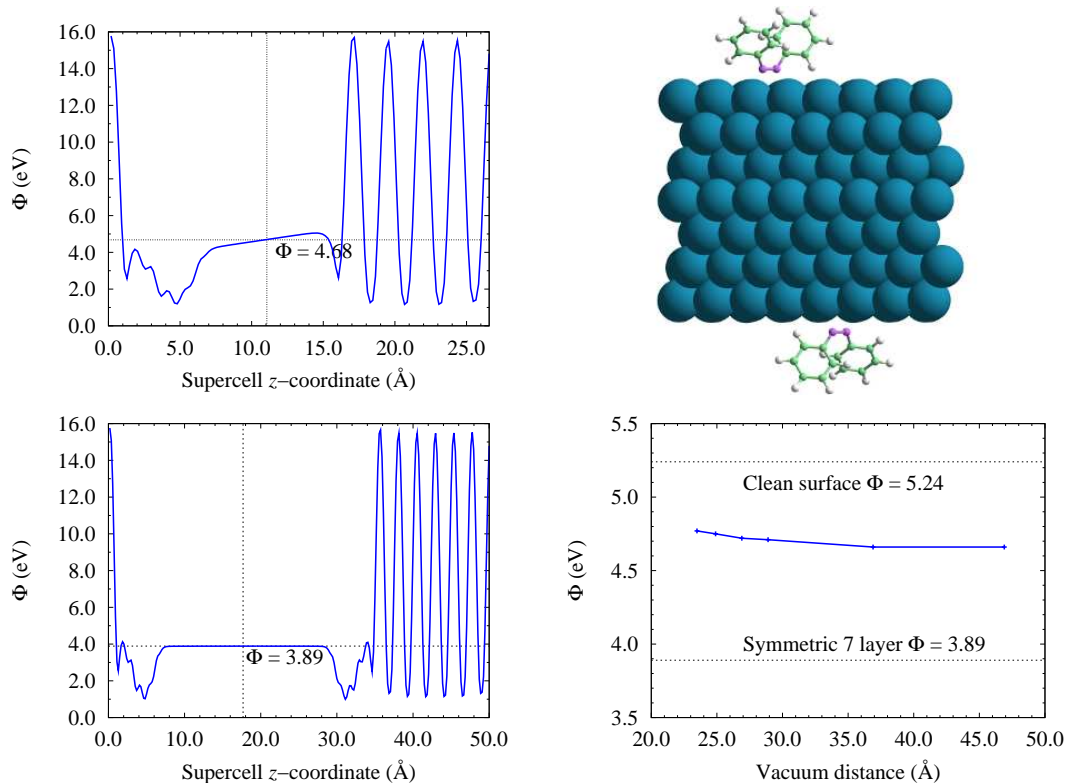 16.0
14.0
12.0
10.0
8.0
6.0
4.0
2.0
0.0
Φ (eV)
Φ = 4.68
0.0 5.0 10.0 15.0 20.0 25.0
Supercell z−coordinate (Å)
16.0
14.0
12.0
10.0
8.0
6.0
4.0
2.0
0.0
Φ (eV)
Φ = 3.89
0.0 10.0 20.0 30.0 40.0 50.0
Supercell z−coordinate (Å)
5.5
5.0
4.5
4.0
3.5
Φ (eV)
Clean surface Φ = 5.24
Symmetric 7 layer Φ = 3.89
20.0 25.0 30.0 35.0 40.0 45.0 50.0
Vacuum distance (Å)